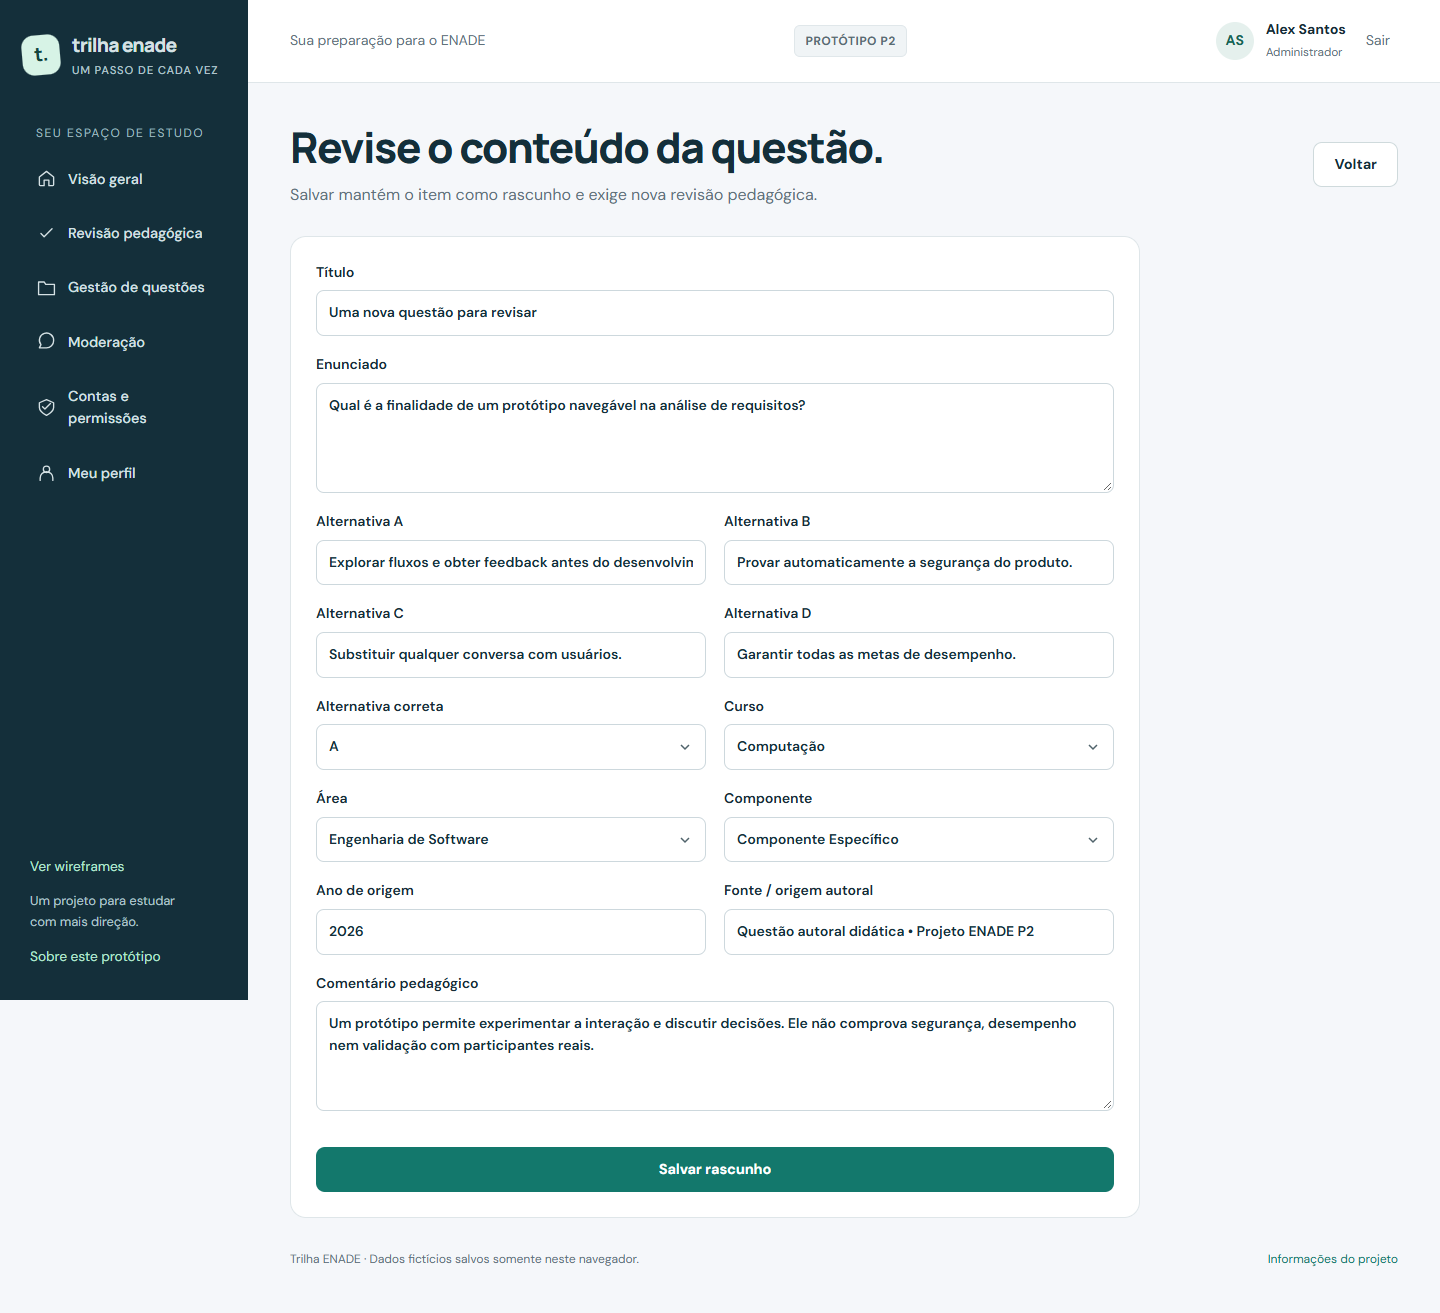 t.
trilha enade
UM PASSO DE CADA VEZ
SEU ESPAÇO DE ESTUDO
Visão geral
Revisão pedagógica
Gestão de questões
Moderação
Contas e
permissões
Meu perfil
Ver wireframes
Um projeto para estudar
com mais direção.
Sobre este protótipo
Sua preparação para o ENADE
PROTÓTIPO P2
AS
Alex Santos
Administrador
Sair
Revise o conteúdo da questão.
Salvar mantém o item como rascunho e exige nova revisão pedagógica.
Voltar
Título
Uma nova questão para revisar
Enunciado
Qual é a finalidade de um protótipo navegável na análise de requisitos?
Alternativa A
Explorar fluxos e obter feedback antes do desenvolvin
Alternativa B
Provar automaticamente a segurança do produto.
Alternativa C
Substituir qualquer conversa com usuários.
Alternativa D
Garantir todas as metas de desempenho.
Alternativa correta
A
Curso
Computação
Área
Engenharia de Software
Componente
Componente Específico
Ano de origem
2026
Fonte / origem autoral
Questão autoral didática • Projeto ENADE P2
Comentário pedagógico
Um protótipo permite experimentar a interação e discutir decisões. Ele não comprova segurança, desempenho
nem validação com participantes reais.
Salvar rascunho
Trilha ENADE · Dados fictícios salvos somente neste navegador.
Informações do projeto